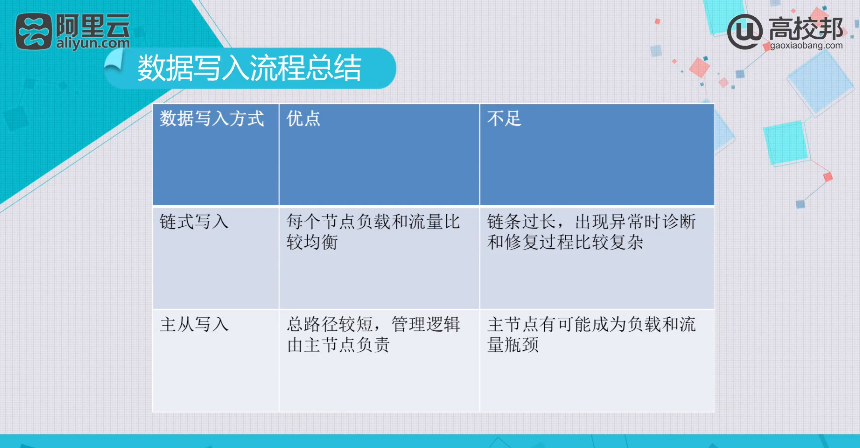 阿里云
aliyun.com
高校邦
gaoxiaobang.com
数据写入流程总结
数据写入方式
优点
不足
链式写入
每个节点负载和流量比
较均衡
链条过长，出现异常时诊断
和修复过程比较复杂
主从写入
总路径较短，管理逻辑
由主节点负责
主节点有可能成为负载和流
量瓶颈